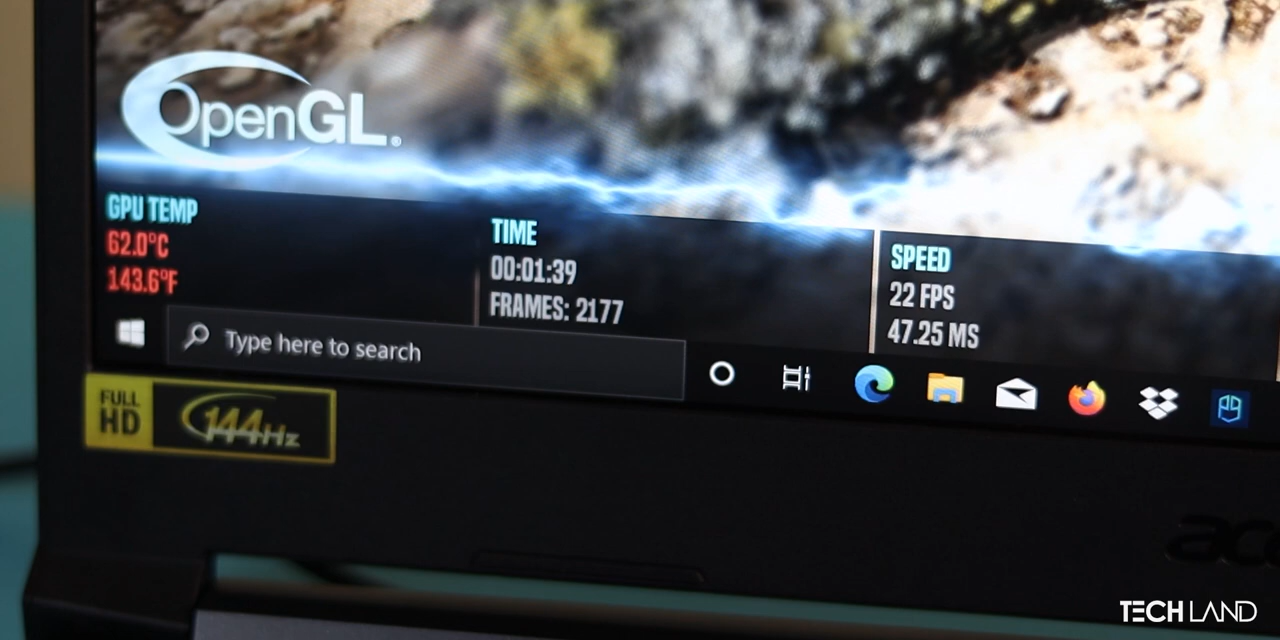 OpenGL®
GPU TEMP
62.0°C
143.6°F
TIME
00:01:39
FRAMES: 2177
SPEED
22 FPS
47.25 MS
Type here to search
FULL
HD
144Hz
TECHLAND